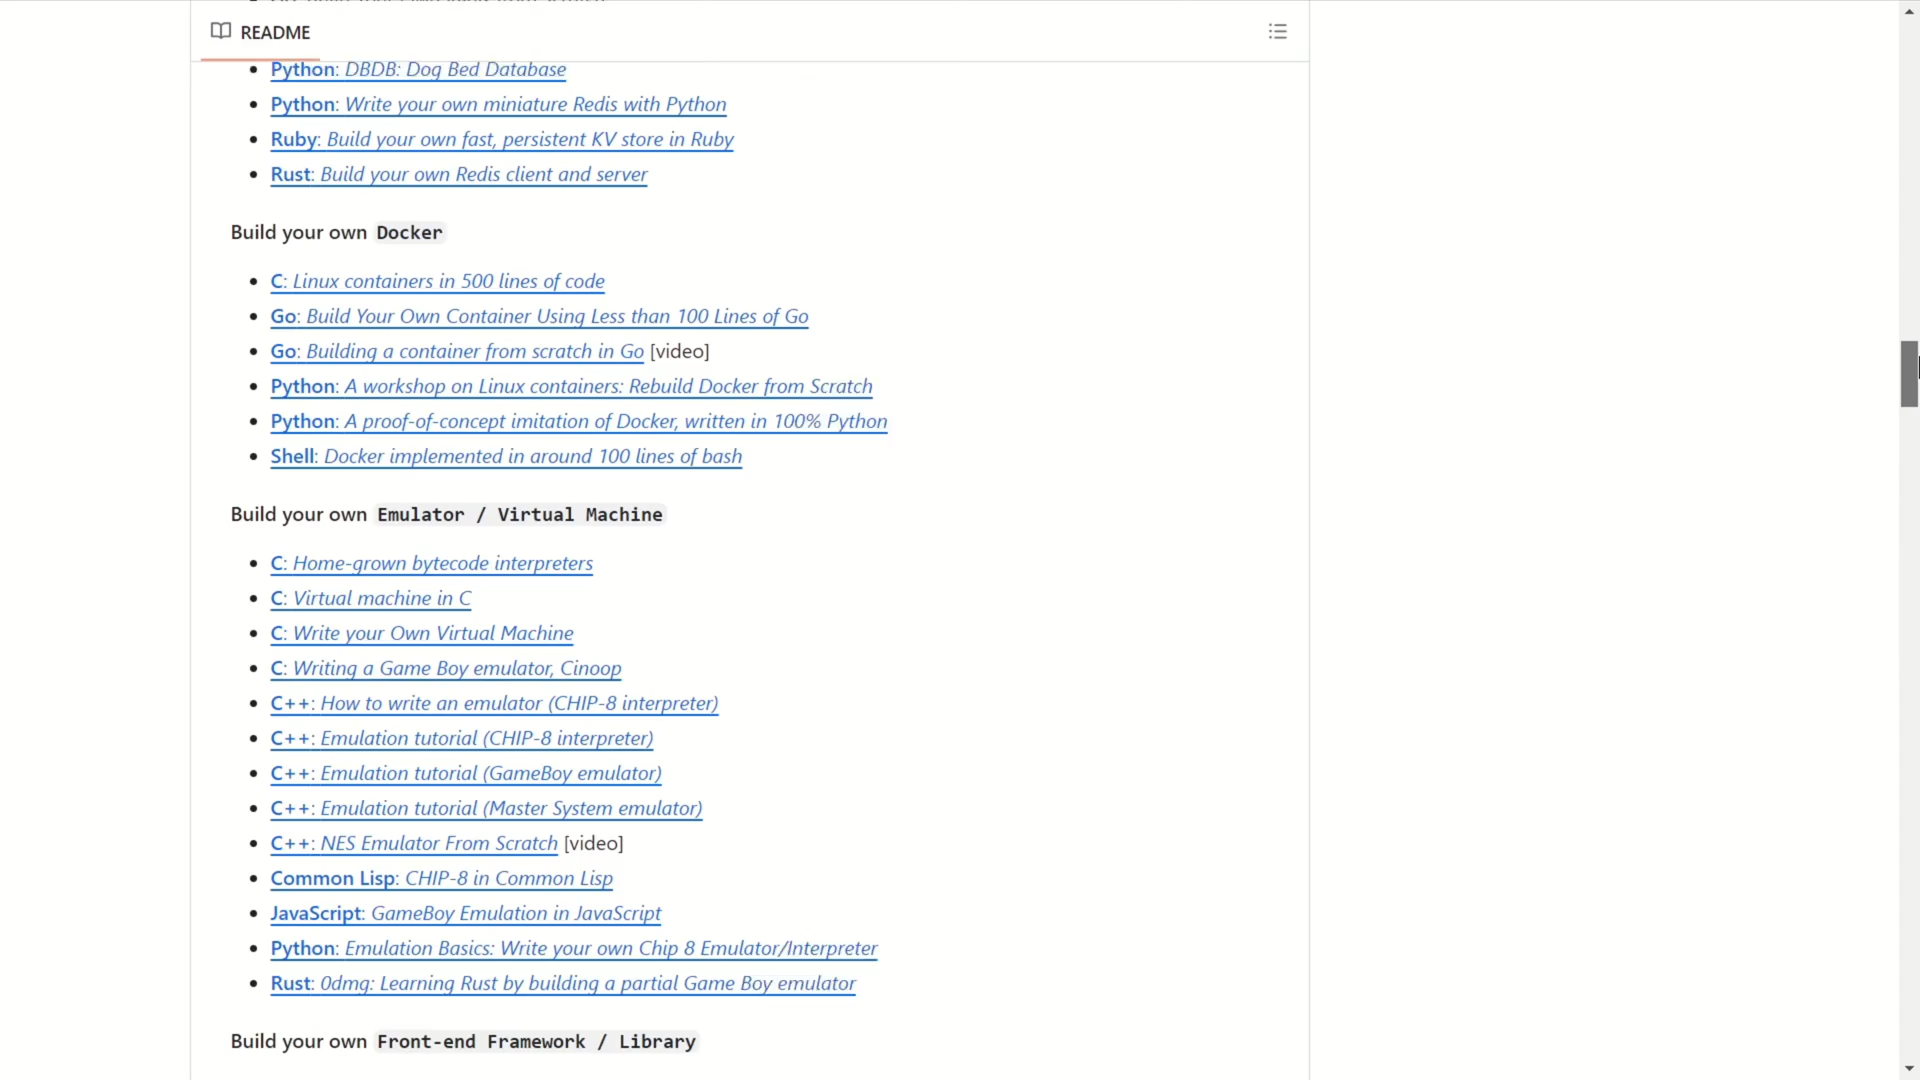 README
Python: DBDB: Dog Bed Database
Python: Write your own miniature Redis with Python
Ruby: Build your own fast, persistent KV store in Ruby
Rust: Build your own Redis client and server
Build your own Docker
C: Linux containers in 500 lines of code
Go: Build Your Own Container Using Less than 100 Lines of Go
Go: Building a container from scratch in Go [video]
Python: A workshop on Linux containers: Rebuild Docker from Scratch
Python: A proof-of-concept imitation of Docker, written in 100% Python
Shell: Docker implemented in around 100 lines of bash
Build your own Emulator / Virtual Machine
C: Home-grown bytecode interpreters
C: Virtual machine in C
C: Write your Own Virtual Machine
C: Writing a Game Boy emulator, Cinoop
C++: How to write an emulator (CHIP-8 interpreter)
C++: Emulation tutorial (CHIP-8 interpreter)
C++: Emulation tutorial (GameBoy emulator)
C++: Emulation tutorial (Master System emulator)
C++: NES Emulator From Scratch [video]
Common Lisp: CHIP-8 in Common Lisp
JavaScript: GameBoy Emulation in JavaScript
Python: Emulation Basics: Write your own Chip 8 Emulator/Interpreter
Rust: 0dmg: Learning Rust by building a partial Game Boy emulator
Build your own Front-end Framework / Library